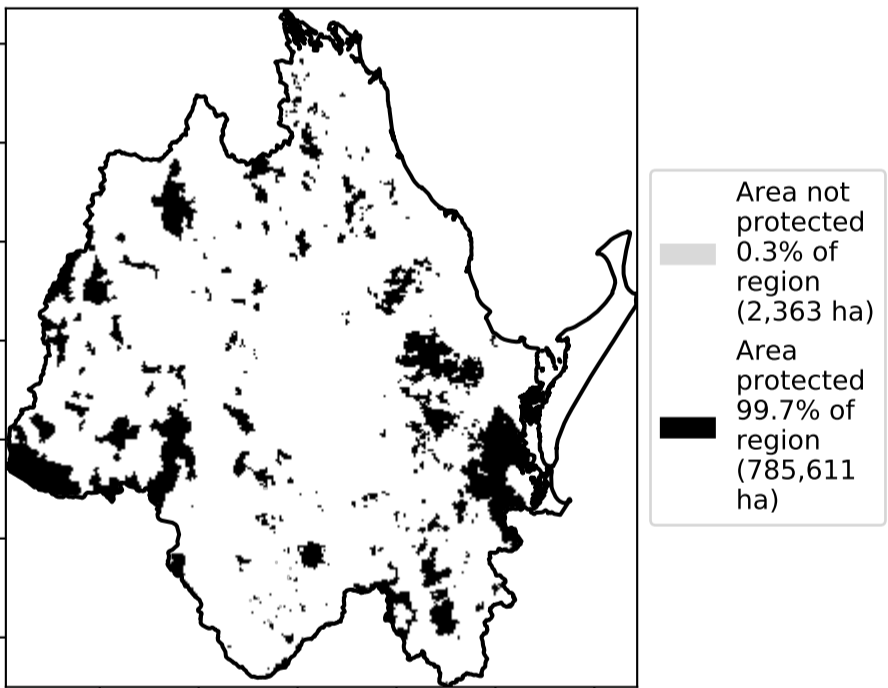 Area not
protected
0.3% of
region
(2,363 ha)
Area
protected
99.7% of
region
(785,611
ha)